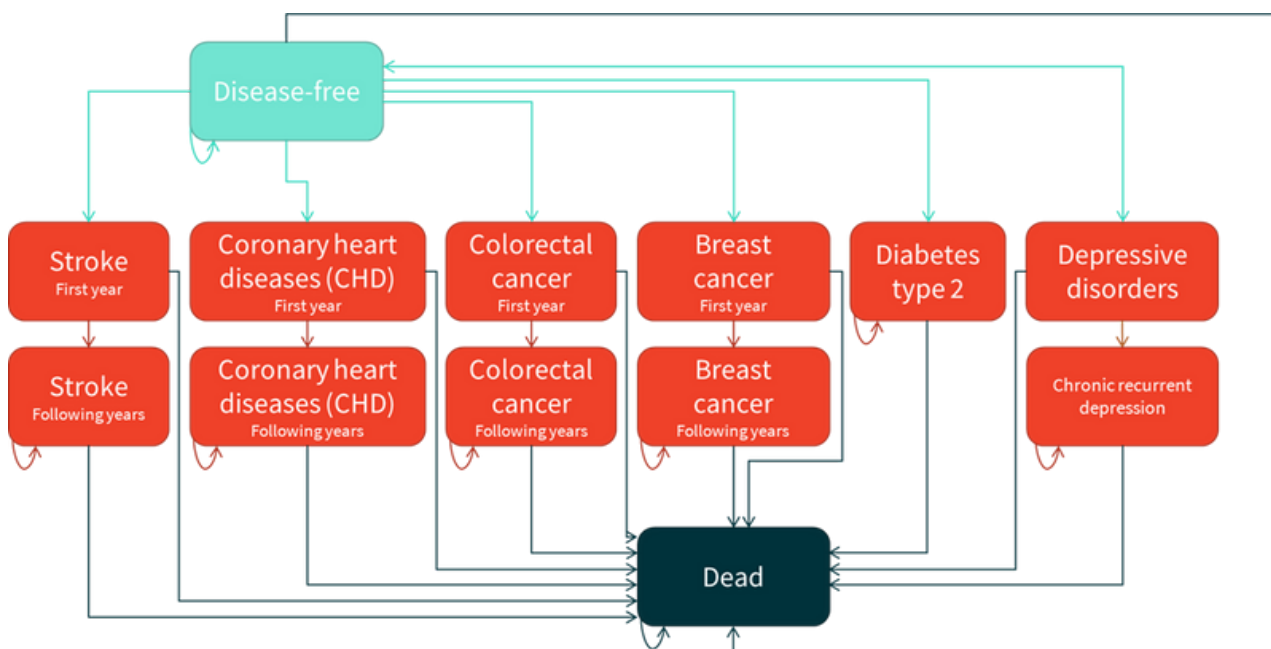 Disease-free
Stroke
First year
Coronary heart
diseases (CHD)
First year
Colorectal
cancer
First year
Breast
cancer
First year
Diabetes
type 2
Depressive
disorders
Stroke
Following years
Coronary heart
diseases (CHD)
Following years
Colorectal
cancer
Following years
Breast
cancer
Following years
Chronic recurrent
depression
Dead